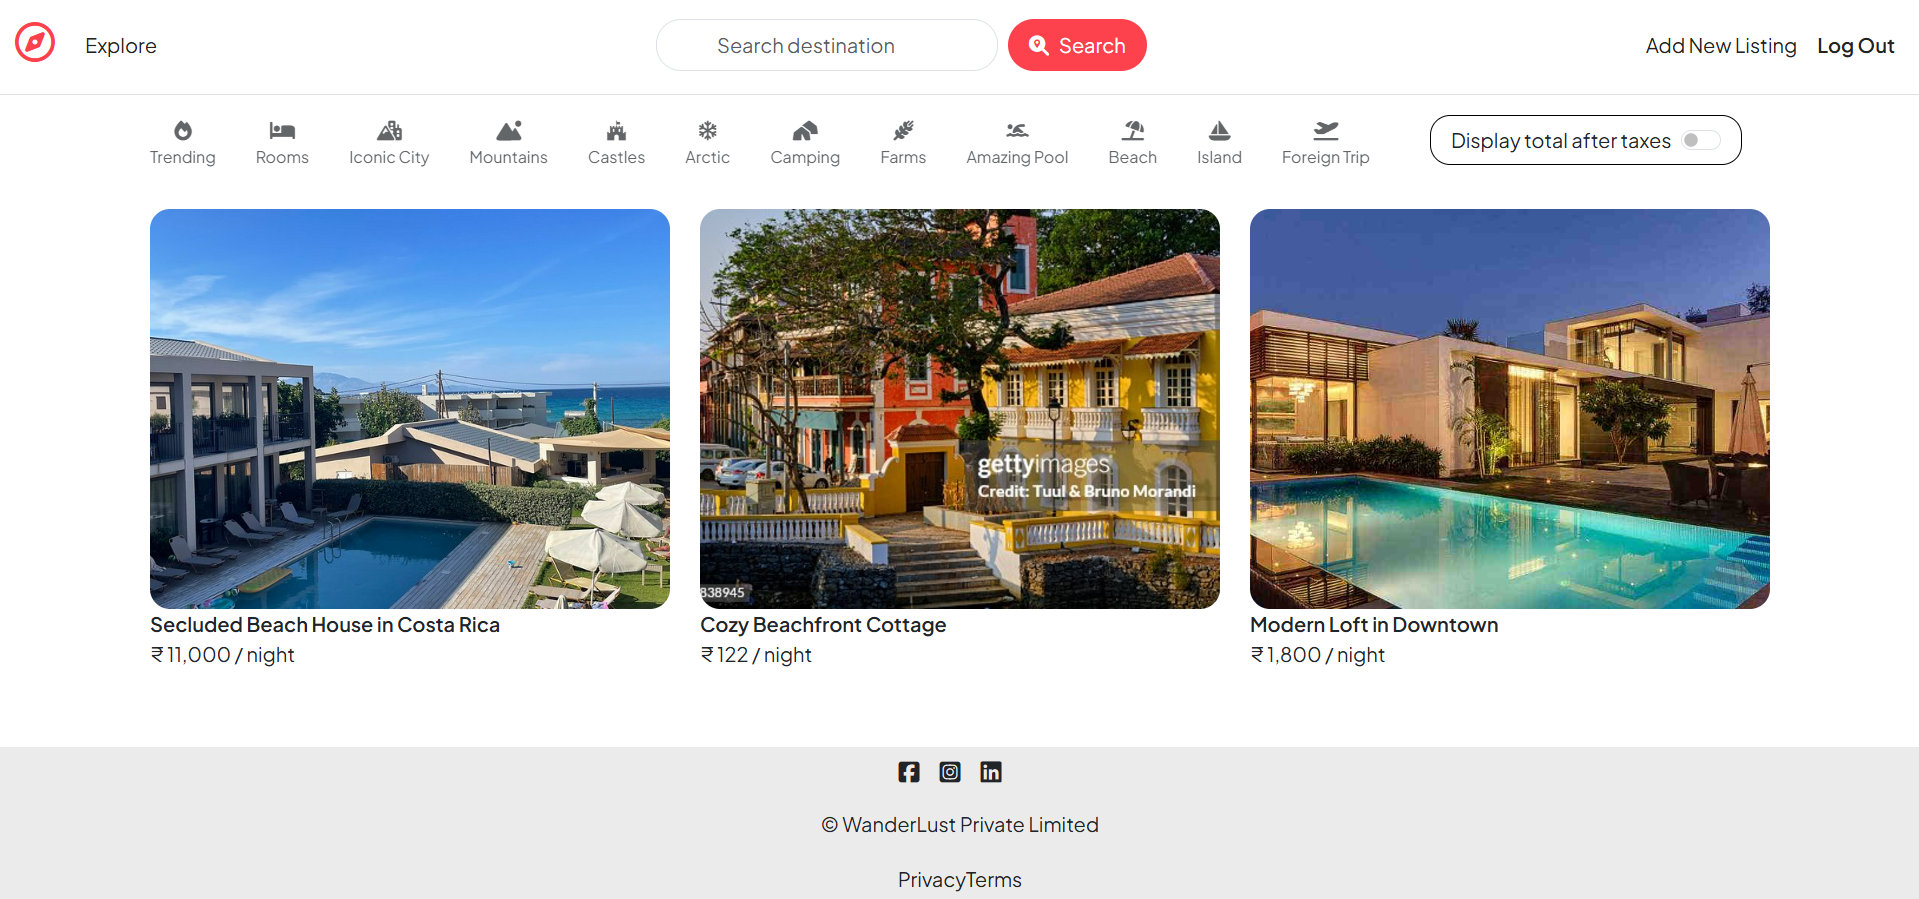 Explore
Search destination
Search
Add New Listing
Log Out
Trending
Rooms
Iconic City
Mountains
Castles
Arctic
Camping
Farms
Amazing Pool
Beach
Island
Foreign Trip
Display total after taxes
gettyimages
Credit: Tuul & Bruno Morandi
838945
Secluded Beach House in Costa Rica
₹ 11,000 / night
Cozy Beachfront Cottage
₹ 122 / night
Modern Loft in Downtown
₹ 1,800 / night
© WanderLust Private Limited
PrivacyTerms